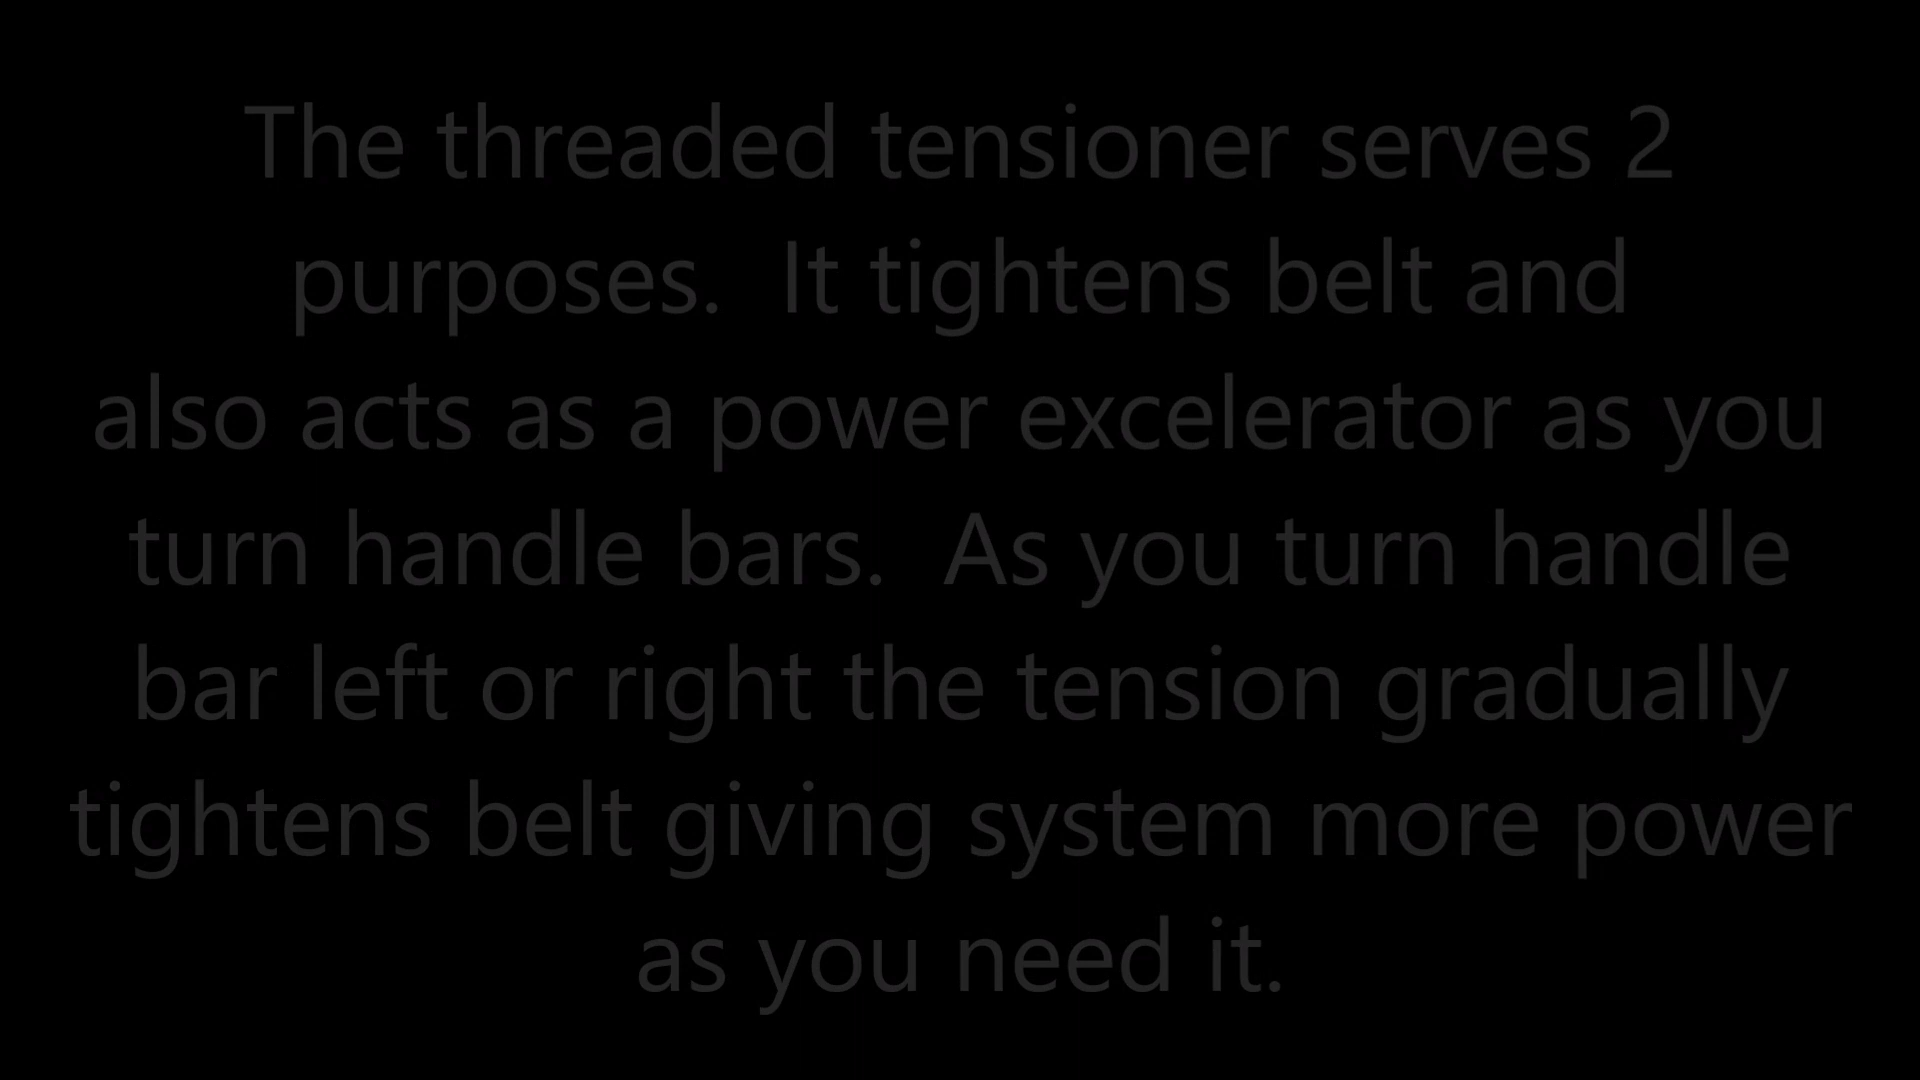 The threaded tensioner serves 2
purposes.  It tightens belt and
also acts as a power excelerator as you
turn handle bars.  As you turn handle
bar left or right the tension gradually
tightens belt giving system more power
as you need it.